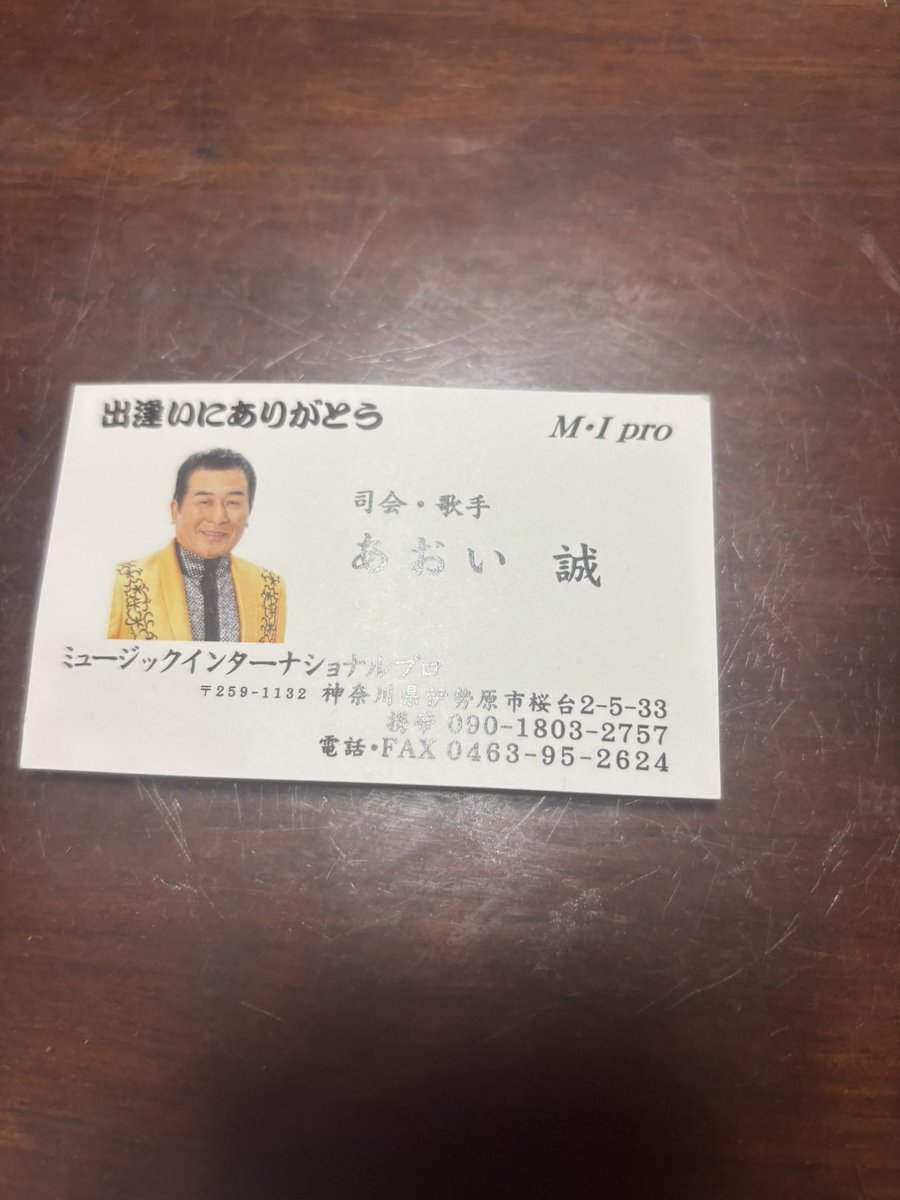 出逢いにありがとう
M・I pro
司会・歌手
あおい 誠
ミュージックインターナショナルプロ
〒259-1132 神奈川県伊勢原市桜台2-5-33
携帯 090-1803-2757
電話・FAX 0463-95-2624